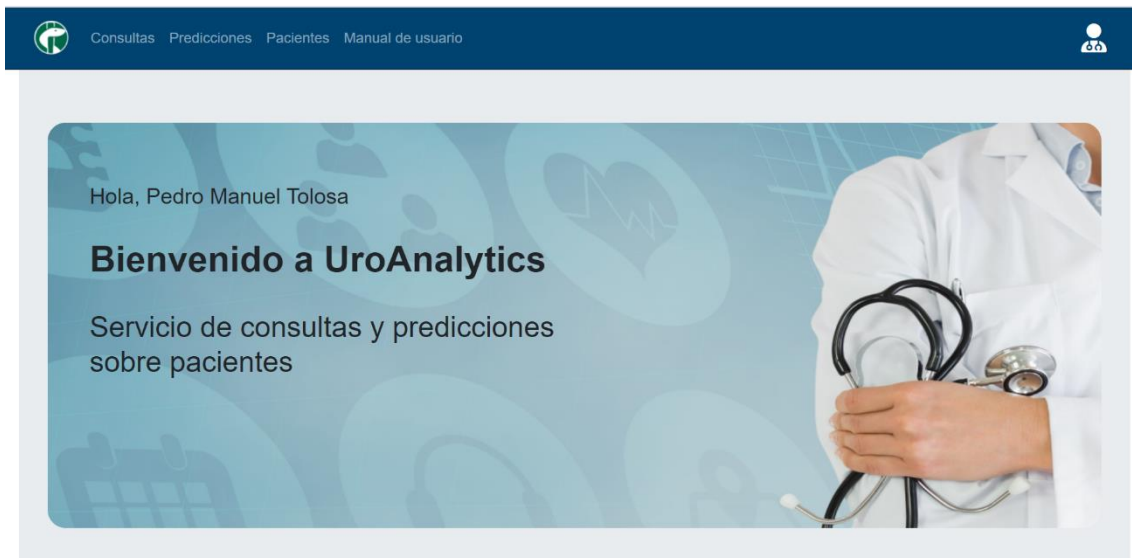 Consultas Predicciones Pacientes Manual de usuario
Hola, Pedro Manuel Tolosa
Bienvenido a UroAnalytics
Servicio de consultas y predicciones
sobre pacientes